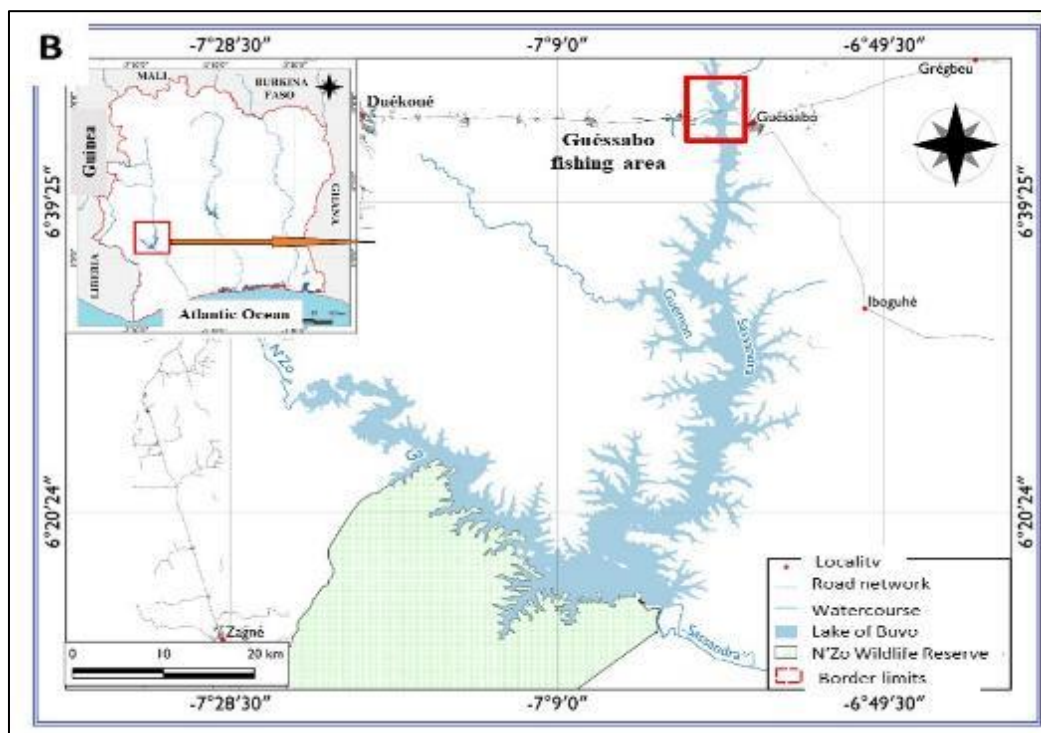 B
-7°28'30"
-7°9'0"
-6°49'30"
MALI
BURKINA
FASO
Guinea
GHANA
LIBERIA
Atlantic Ocean
Duékoué
Guéssabo
fishing area
Guéssabo
Grégbeu
6°39'25"
6°39'25"
Iboguhé
Guemon
Sassandra
N'Zo
6°20'24"
6°20'24"
Zagné
Sassandra
0 10 20 km
Locality
Road network
Watercourse
Lake of Buyo
N'Zo Wildlife Reserve
Border limits
-7°28'30"
-7°9'0"
-6°49'30"